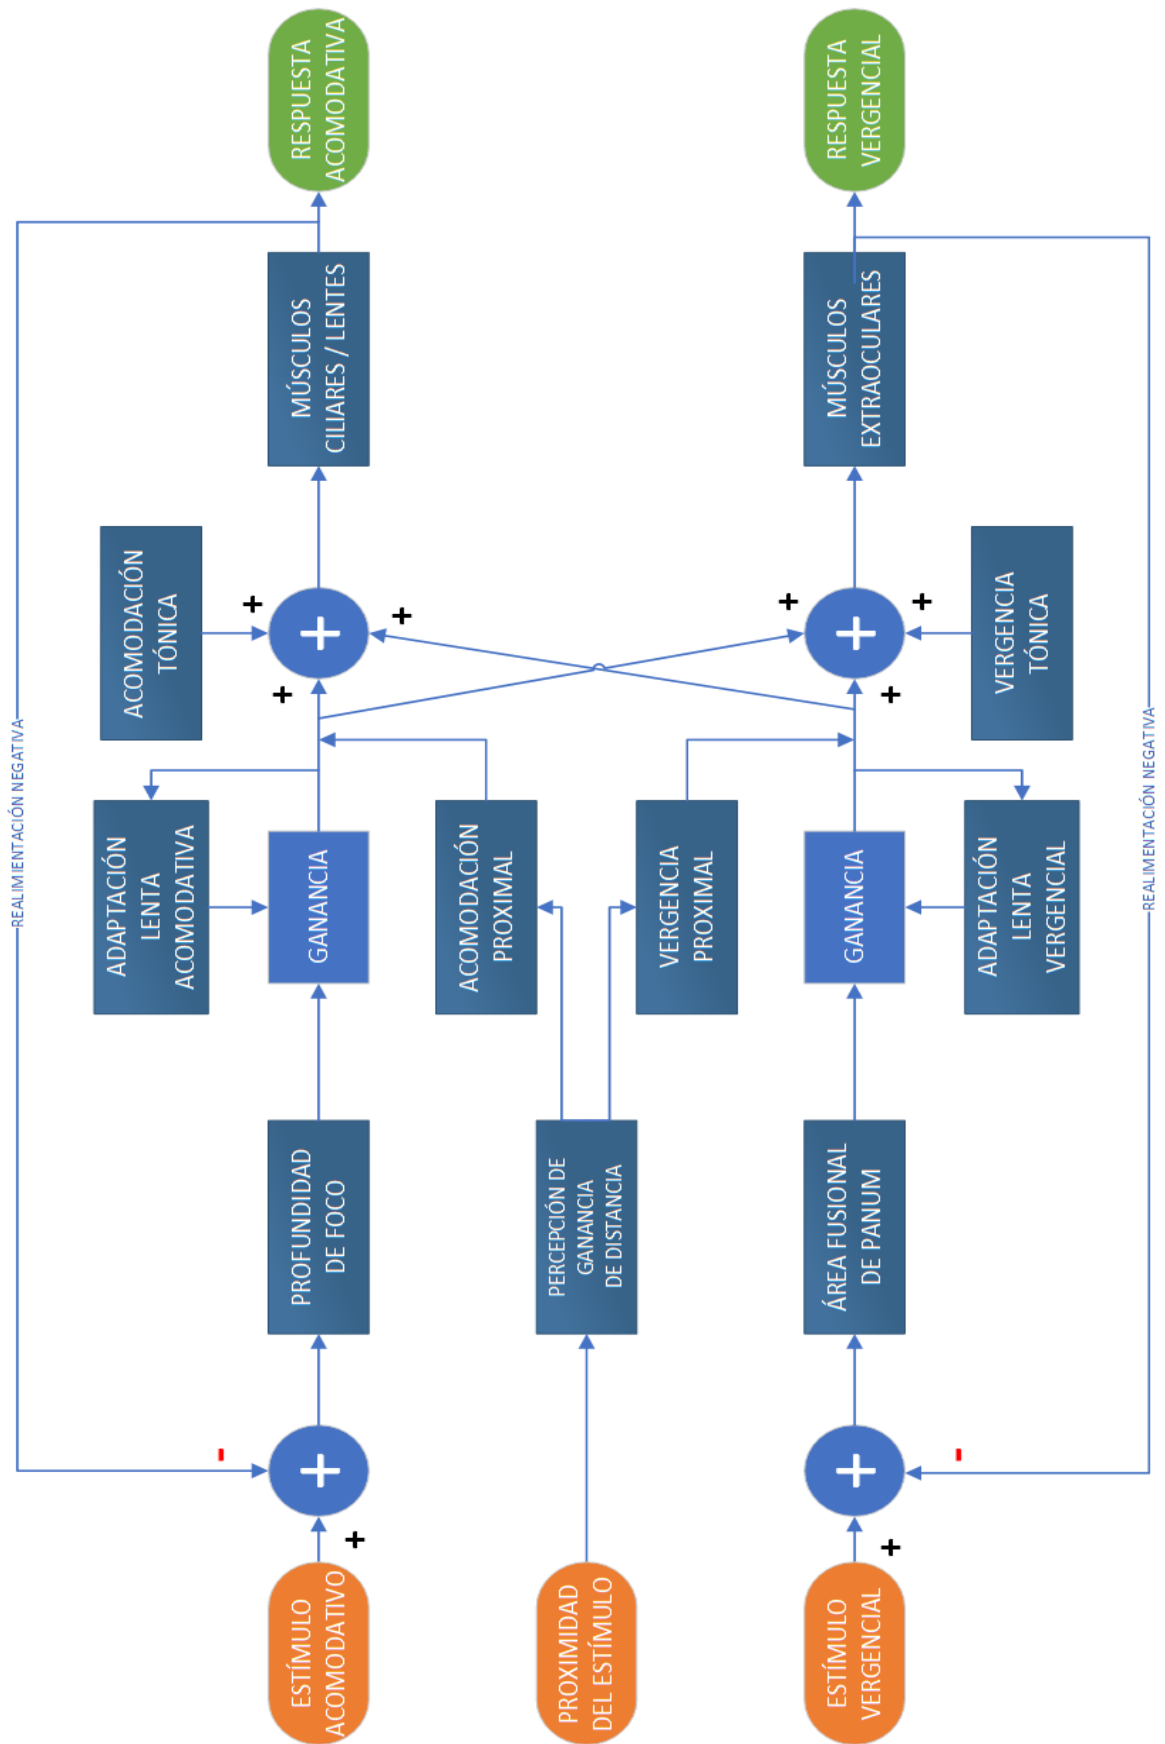 REALIMIENTACIÓN NEGATIVA
ADAPTACIÓN
LENTA
ACOMODATIVA
ACOMODACIÓN
TÓNICA
-
+
ESTÍMULO
ACOMODATIVO
+
+
PROFUNDIDAD
DE FOCO
GANANCIA
+
+
+
MÚSCULOS
CILIARES / LENTES
RESPUESTA
ACOMODATIVA
ACOMODACIÓN
PROXIMAL
PROXIMIDAD
DEL ESTÍMULO
PERCEPCIÓN DE
GANANCIA
DE DISTANCIA
VERGENCIA
PROXIMAL
+
ESTÍMULO
VERGENCIAL
+
+
ÁREA FUSIONAL
DE PANUM
GANANCIA
+
+
+
MÚSCULOS
EXTRAOCULARES
RESPUESTA
VERGENCIAL
-
ADAPTACIÓN
LENTA
VERGENCIAL
VERGENCIA
TÓNICA
REALIMENTACIÓN NEGATIVA